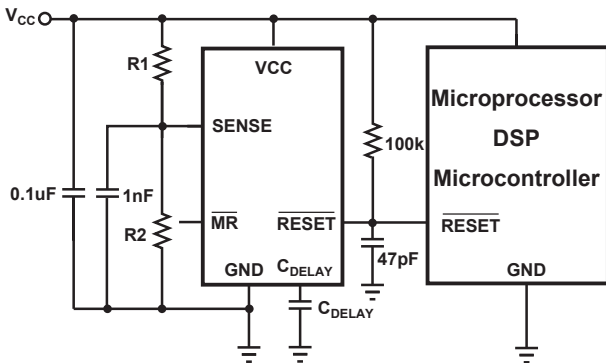 VCC
R1
VCC
Microprocessor
DSP
Microcontroller
SENSE
100k
0.1uF
1nF
R2
MR
RESET
RESET
47pF
GND
CDELAY
GND
CDELAY